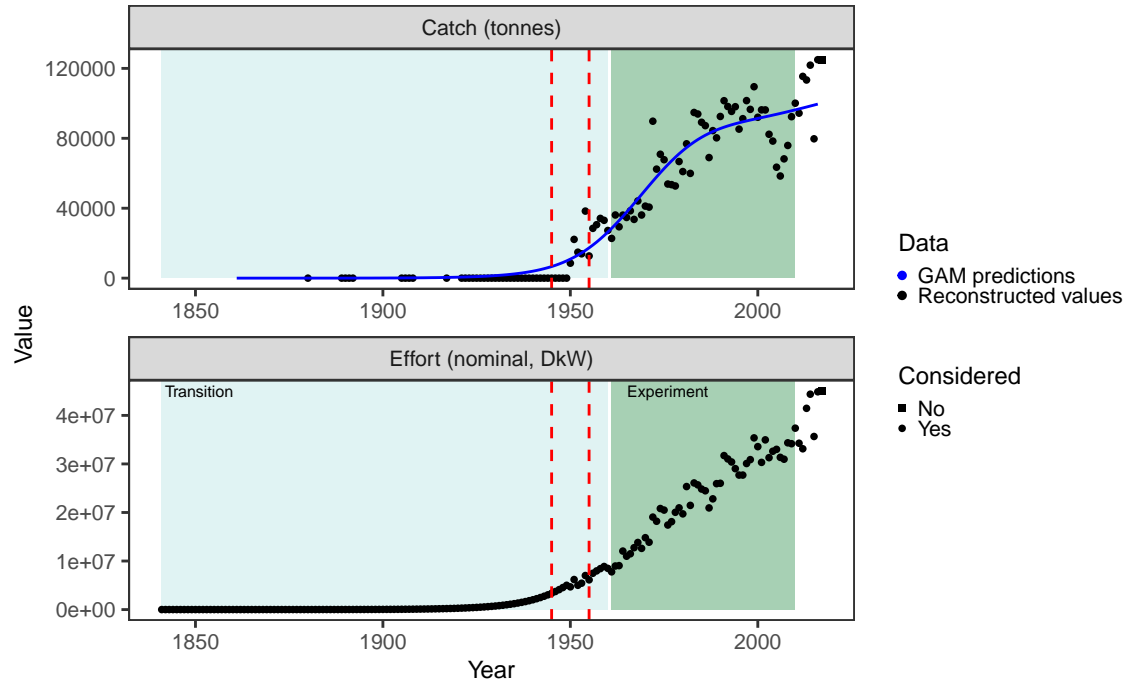 Catch (tonnes)
120000
80000
40000
0
1850 1900 1950 2000
Effort (nominal, DkW)
Transition Experiment
4e+07
3e+07
2e+07
1e+07
0e+00
1850 1900 1950 2000
Year
Value
Data
GAM predictions
Reconstructed values
Considered
No
Yes